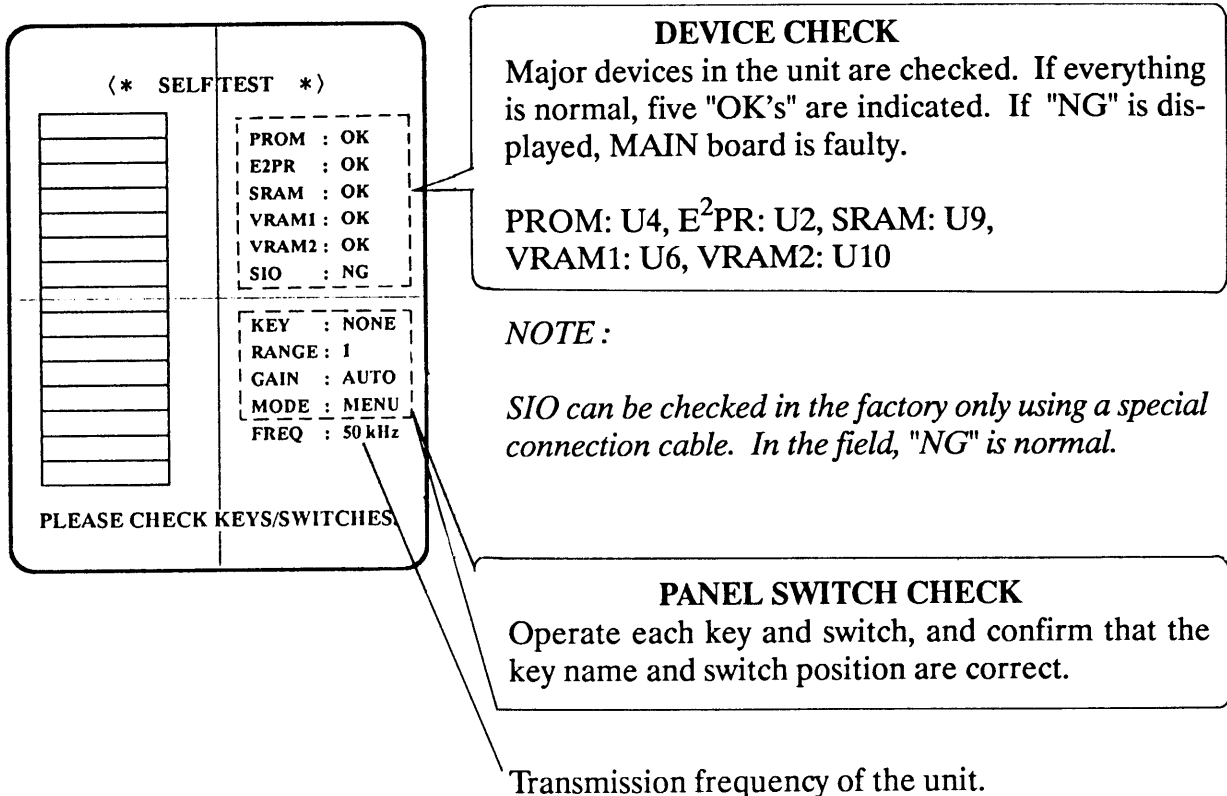 ⟨* SELF TEST *⟩
PROM : OK
E2PR : OK
SRAM : OK
VRAM1 : OK
VRAM2 : OK
SIO : NG
KEY : NONE
RANGE : 1
GAIN : AUTO
MODE : MENU
FREQ : 50 kHz
PLEASE CHECK KEYS/SWITCHES.
DEVICE CHECK
Major devices in the unit are checked. If everything
is normal, five "OK's" are indicated. If "NG" is dis-
played, MAIN board is faulty.
PROM: U4, E²PR: U2, SRAM: U9,
VRAM1: U6, VRAM2: U10
NOTE :
SIO can be checked in the factory only using a special
connection cable. In the field, "NG" is normal.
PANEL SWITCH CHECK
Operate each key and switch, and confirm that the
key name and switch position are correct.
Transmission frequency of the unit.